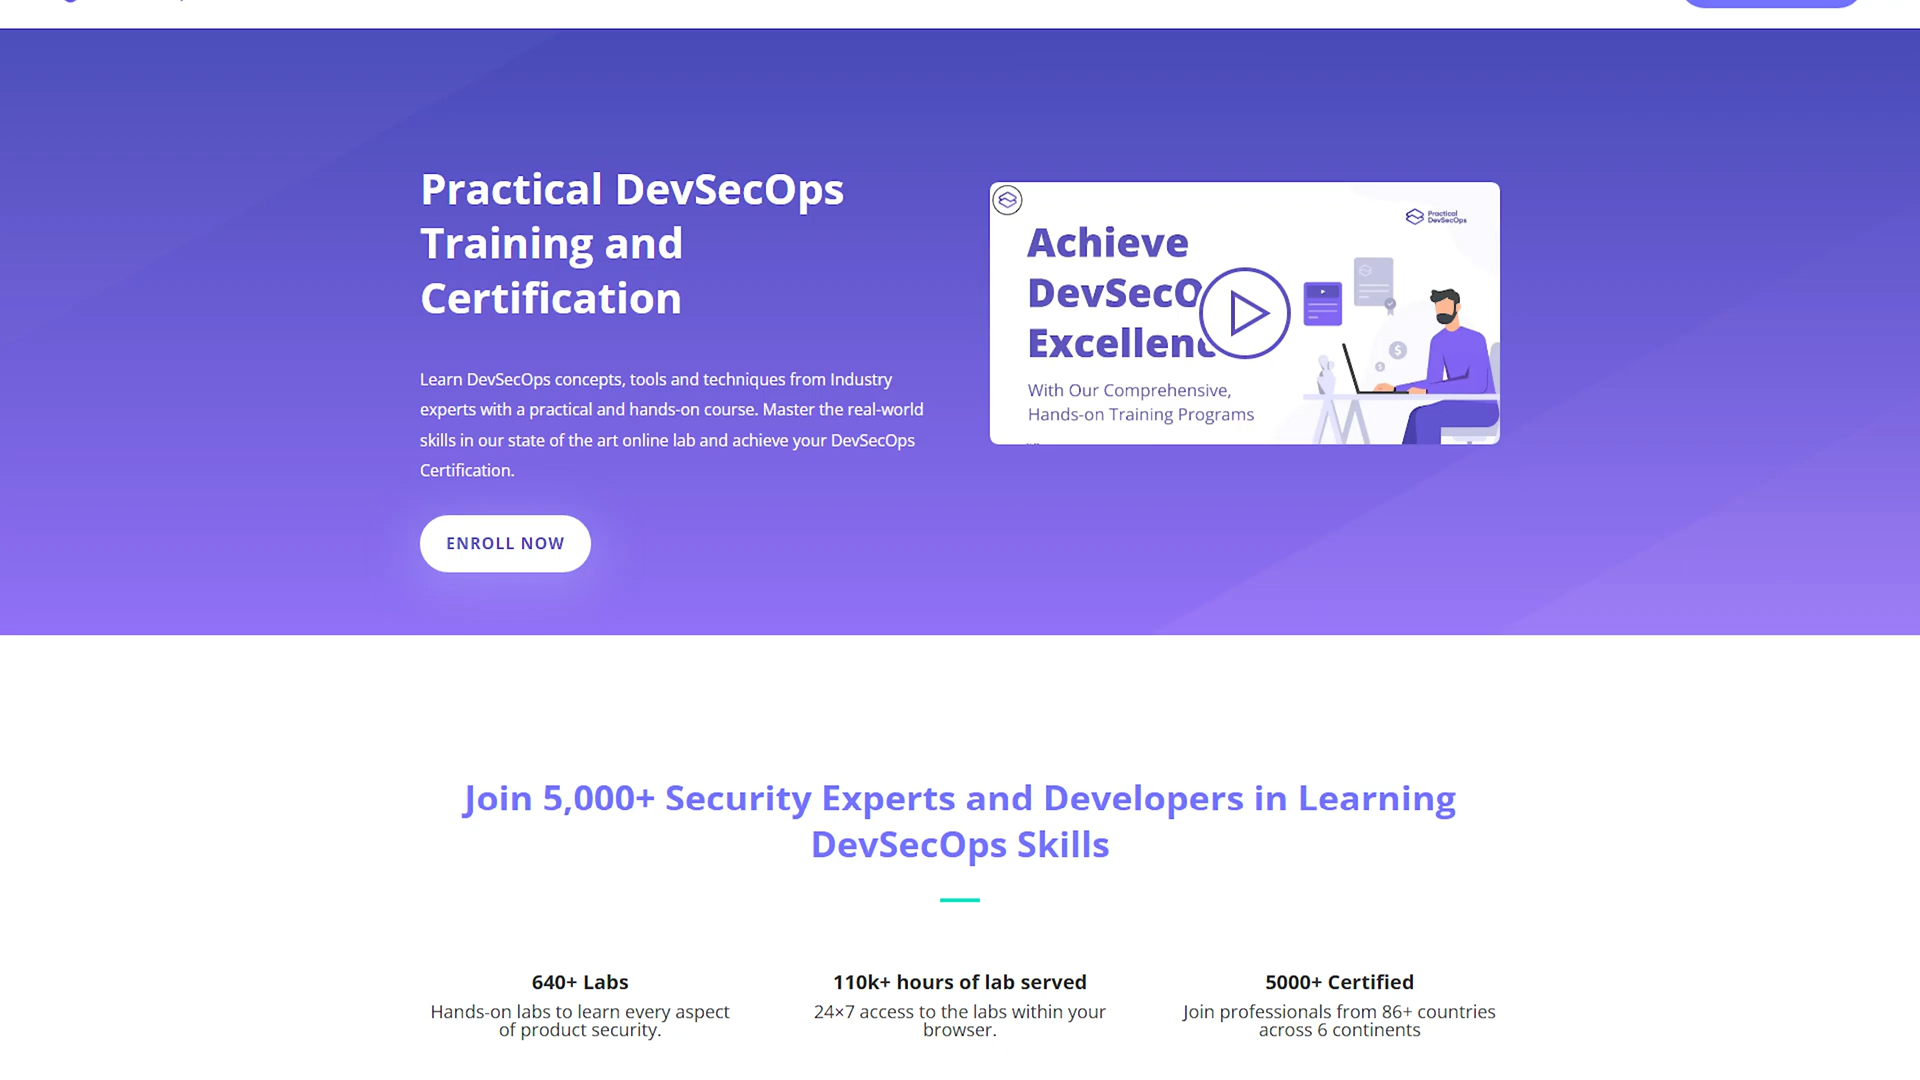 Practical DevSecOps
Training and
Certification
Learn DevSecOps concepts, tools and techniques from Industry
experts with a practical and hands-on course. Master the real-world
skills in our state of the art online lab and achieve your DevSecOps
Certification.
ENROLL NOW
Practical
DevSecOps
Achieve
DevSecO
Excellenc
With Our Comprehensive,
Hands-on Training Programs
Join 5,000+ Security Experts and Developers in Learning
DevSecOps Skills
640+ Labs
Hands-on labs to learn every aspect
of product security.
110k+ hours of lab served
24×7 access to the labs within your
browser.
5000+ Certified
Join professionals from 86+ countries
across 6 continents